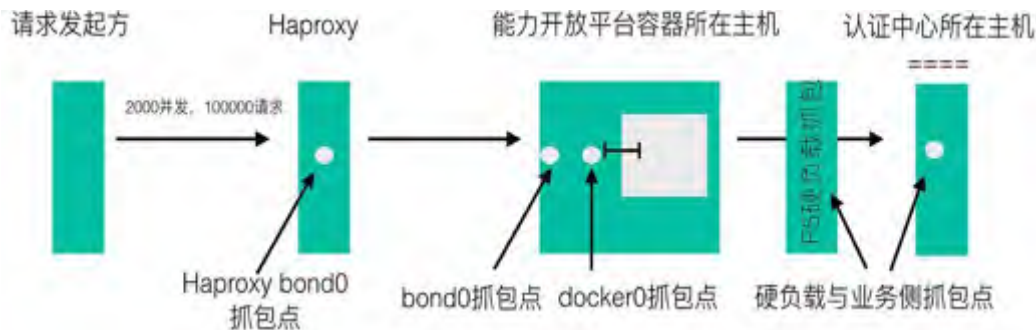 请求发起方
Haproxy
能力开放平台容器所在主机
认证中心所在主机
====
2000并发，100000请求
F5硬负载抓包
Haproxy bond0
抓包点
bond0抓包点
docker0抓包点
硬负载与业务侧抓包点